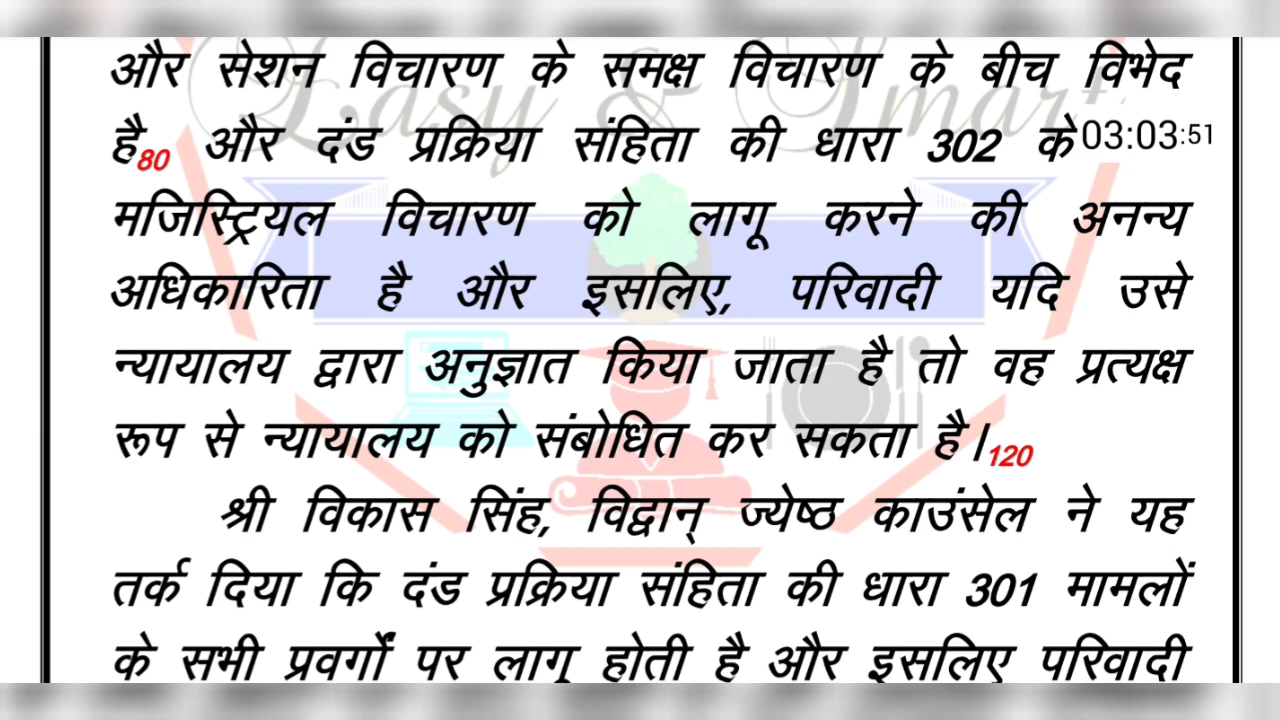 और सेशन विचारण के समक्ष विचारण के बीच विभेद
है80 और दंड प्रक्रिया संहिता की धारा 302 के 03:03:51
मजिस्ट्रियल विचारण को लागू करने की अनन्य
अधिकारिता है और इसलिए, परिवादी यदि उसे
न्यायालय द्वारा अनुज्ञात किया जाता है तो वह प्रत्यक्ष
रूप से न्यायालय को संबोधित कर सकता है।120
श्री विकास सिंह, विद्वान् ज्येष्ठ काउंसेल ने यह
तर्क दिया कि दंड प्रक्रिया संहिता की धारा 301 मामलों
के सभी प्रवर्गों पर लागू होती है और इसलिए परिवादी
Easy & Smart